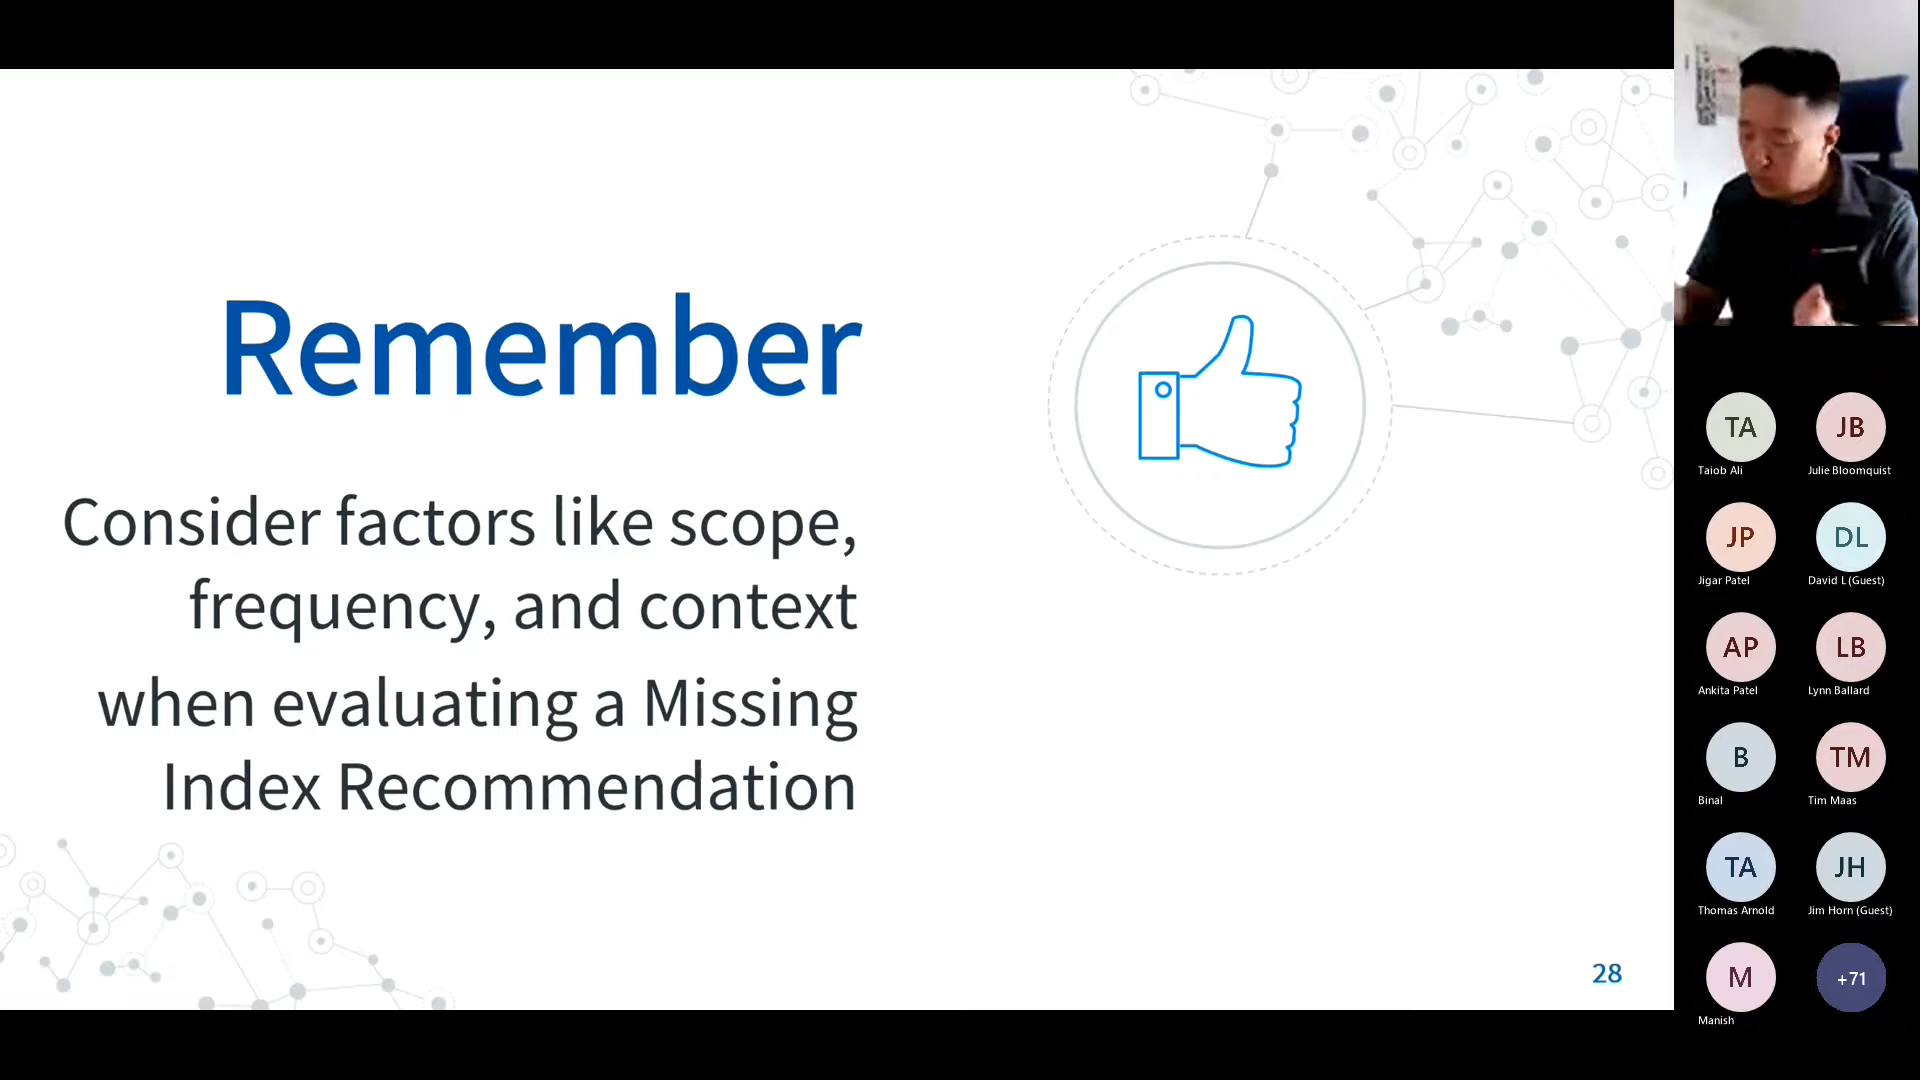 Remember
Consider factors like scope,
frequency, and context
when evaluating a Missing
Index Recommendation
28
TA
Taiob Ali
JB
Julie Bloomquist
JP
Jigar Patel
DL
David L (Guest)
AP
Ankita Patel
LB
Lynn Ballard
B
Binal
TM
Tim Maas
TA
Thomas Arnold
JH
Jim Horn (Guest)
M
Manish
+71